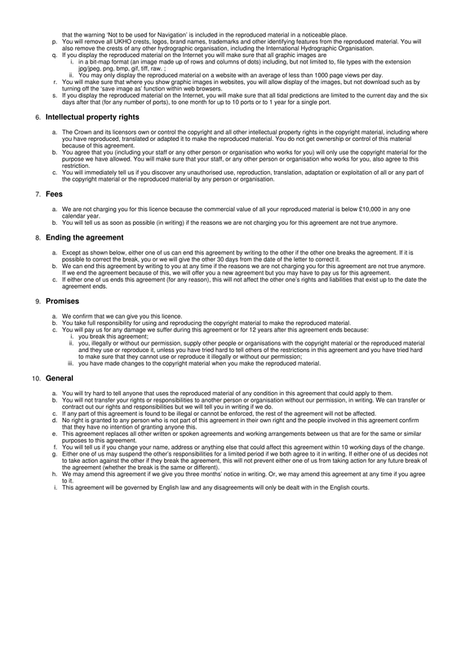 that the warning 'Not to be used for Navigation' is included in the reproduced material in a noticeable place.
p. You will remove all UKHO crests, logos, brand names, trademarks and other identifying features from the reproduced material. You will
also remove the crests of any other hydrographic organisation, including the International Hydrographic Organisation.
q. If you display the reproduced material on the Internet you will make sure that all graphic images are
i. in a bit-map format (an image made up of rows and columns of dots) including, but not limited to, file types with the extension
jpg/jpeg, png, bmp, gif, tiff, raw. ;
ii. You may only display the reproduced material on a website with an average of less than 1000 page views per day.
r. You will make sure that where you show graphic images in websites, you will allow display of the images, but not download such as by
turning off the 'save image as' function within web browsers.
s. If you display the reproduced material on the Internet, you will make sure that all tidal predictions are limited to the current day and the six
days after that (for any number of ports), to one month for up to 10 ports or to 1 year for a single port.
6. Intellectual property rights
a. The Crown and its licensors own or control the copyright and all other intellectual property rights in the copyright material, including where
you have reproduced, translated or adapted it to make the reproduced material. You do not get ownership or control of this material
because of this agreement.
b. You agree that you (including your staff or any other person or organisation who works for you) will only use the copyright material for the
purpose we have allowed. You will make sure that your staff, or any other person or organisation who works for you, also agree to this
restriction.
c. You will immediately tell us if you discover any unauthorised use, reproduction, translation, adaptation or exploitation of all or any part of
the copyright material or the reproduced material by any person or organisation.
7. Fees
a. We are not charging you for this licence because the commercial value of all your reproduced material is below £10,000 in any one
calendar year.
b. You will tell us as soon as possible (in writing) if the reasons we are not charging you for this agreement are not true anymore.
8. Ending the agreement
a. Except as shown below, either one of us can end this agreement by writing to the other if the other one breaks the agreement. If it is
possible to correct the break, you or we will give the other 30 days from the date of the letter to correct it.
b. We can end this agreement by writing to you at any time if the reasons we are not charging you for this agreement are not true anymore.
If we end the agreement because of this, we will offer you a new agreement but you may have to pay us for this agreement.
c. If either one of us ends this agreement (for any reason), this will not affect the other one's rights and liabilities that exist up to the date the
agreement ends.
9. Promises
a. We confirm that we can give you this licence.
b. You take full responsibility for using and reproducing the copyright material to make the reproduced material.
c. You will pay us for any damage we suffer during this agreement or for 12 years after this agreement ends because:
i. you break this agreement;
ii. you, illegally or without our permission, supply other people or organisations with the copyright material or the reproduced material
and they use or reproduce it, unless you have tried hard to tell others of the restrictions in this agreement and you have tried hard
to make sure that they cannot use or reproduce it illegally or without our permission;
iii. you have made changes to the copyright material when you make the reproduced material.
10. General
a. You will try hard to tell anyone that uses the reproduced material of any condition in this agreement that could apply to them.
b. You will not transfer your rights or responsibilities to another person or organisation without our permission, in writing. We can transfer or
contract out our rights and responsibilities but we will tell you in writing if we do.
c. If any part of this agreement is found to be illegal or cannot be enforced, the rest of the agreement will not be affected.
d. No right is granted to any person who is not part of this agreement in their own right and the people involved in this agreement confirm
that they have no intention of granting anyone this.
e. This agreement replaces all other written or spoken agreements and working arrangements between us that are for the same or similar
purposes to this agreement.
f. You will tell us if you change your name, address or anything else that could affect this agreement within 10 working days of the change.
g. Either one of us may suspend the other's responsibilities for a limited period if we both agree to it in writing. If either one of us decides not
to take action against the other if they break the agreement, this will not prevent either one of us from taking action for any future break of
the agreement (whether the break is the same or different).
h. We may amend this agreement if we give you three months' notice in writing. Or, we may amend this agreement at any time if you agree
to it.
i. This agreement will be governed by English law and any disagreements will only be dealt with in the English courts.